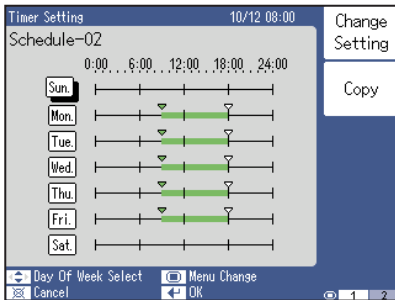 Timer Setting 10/12 08:00
Schedule-02
0:00 6:00 12:00 18:00 24:00
Sun.
Mon.
Tue.
Wed.
Thu.
Fri.
Sat.
Day Of Week Select Menu Change
Cancel OK
Change
Setting
Copy
1 2